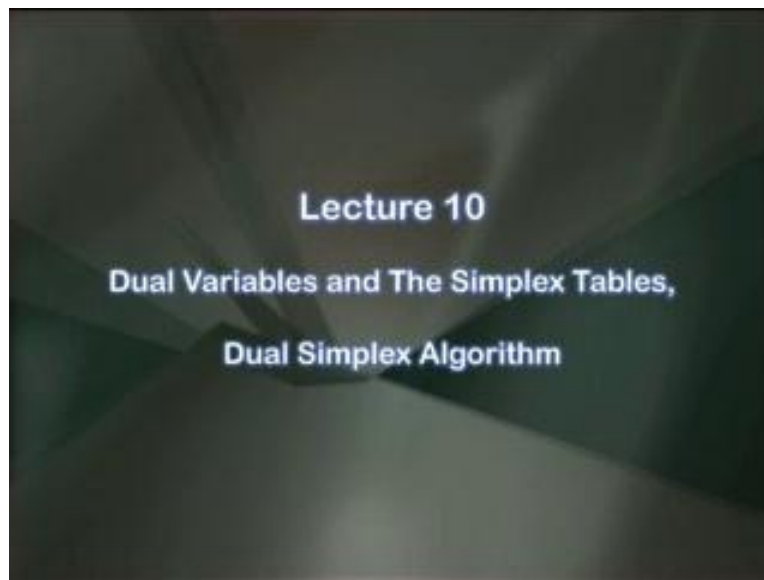 Lecture 10
Dual Variables and The Simplex Tables,
Dual Simplex Algorithm